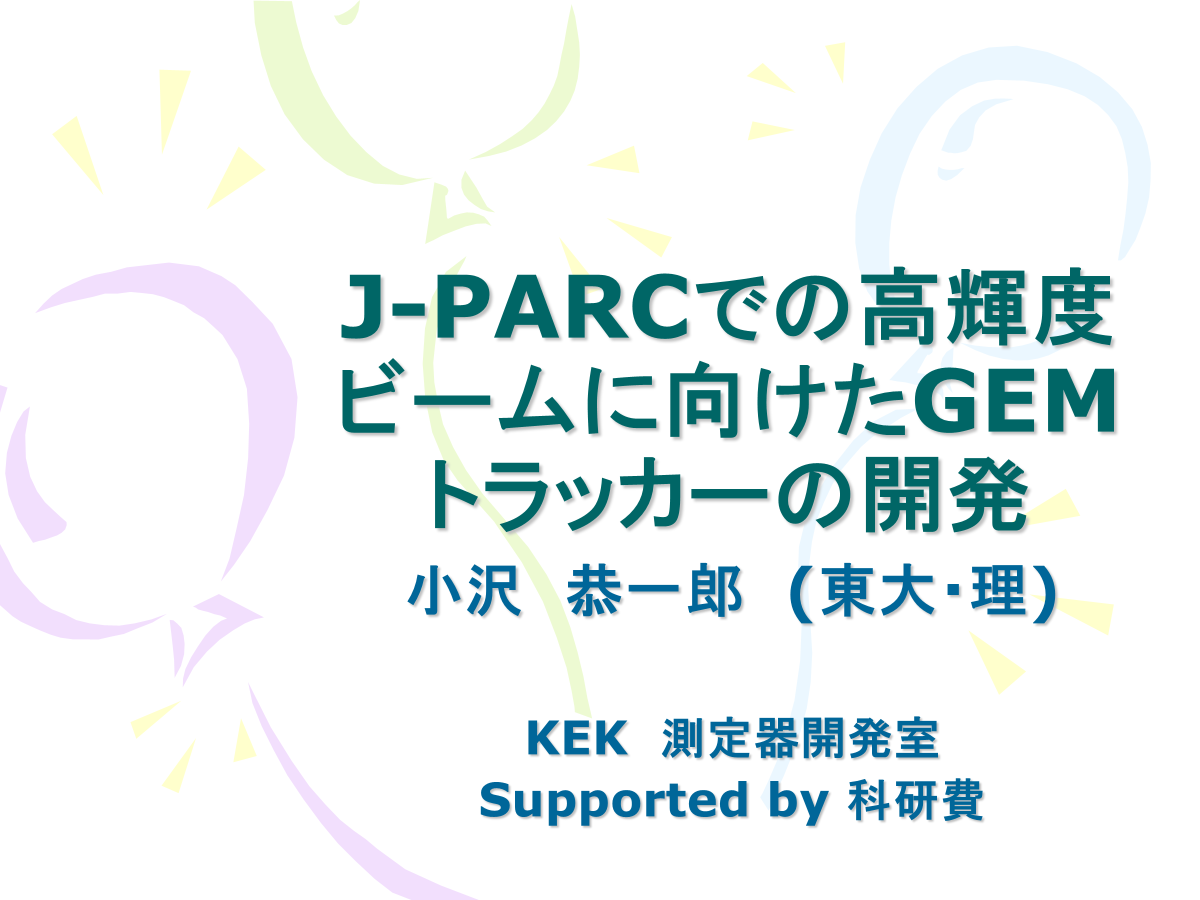 J-PARCでの高輝度
ビームに向けたGEM
トラッカーの開発
小沢　恭一郎　(東大・理)
KEK　測定器開発室
Supported by 科研費